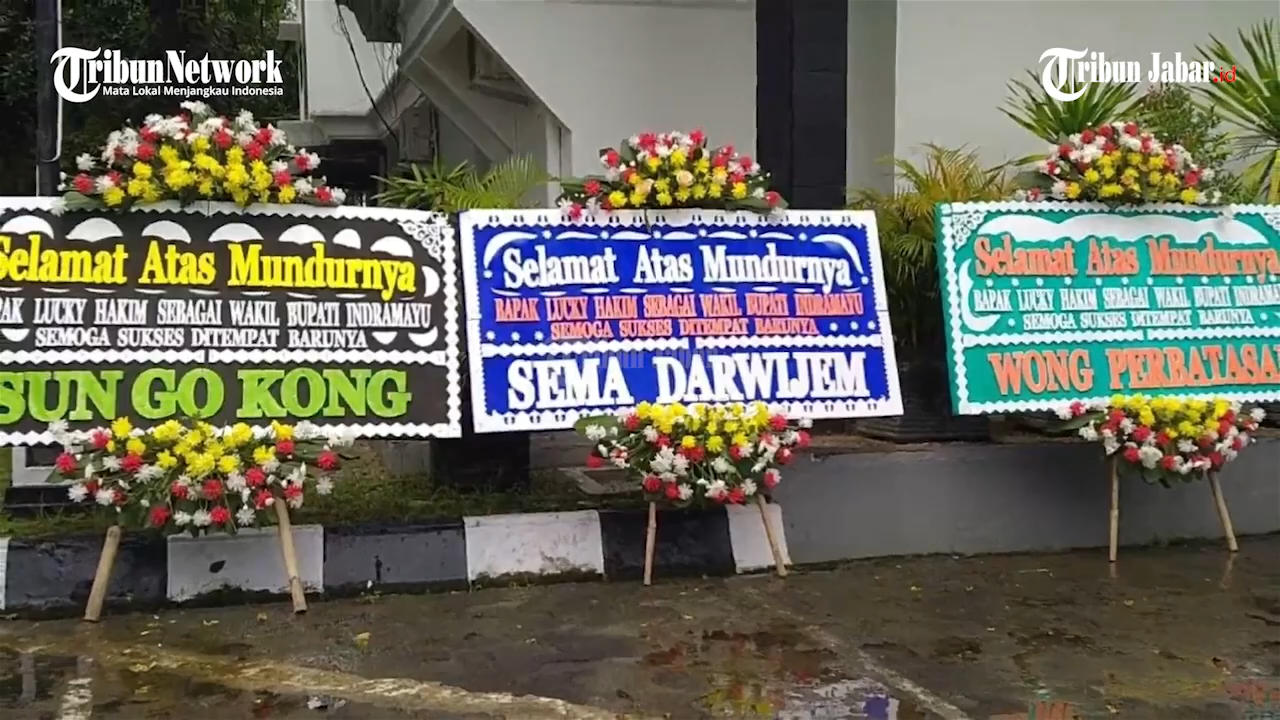 TribunNetwork
Mata Lokal Menjangkau Indonesia
Tribun Jabar.id
Selamat Atas Mundurnya
BAPAK LUCKY HAKIM SEBAGAI WAKIL BUPATI INDRAMAYU
SEMOGA SUKSES DITEMPAT BARUNYA
SUN GO KONG
Selamat Atas Mundurnya
BAPAK LUCKY HAKIM SEBAGAI WAKIL BUPATI INDRAMAYU
SEMOGA SUKSES DITEMPAT BARUNYA
SEMA DARWIJEM
Selamat Atas Mundurnya
BAPAK LUCKY HAKIM SEBAGAI WAKIL BUPATI INDRAMA
SEMOGA SUKSES DITEMPAT BARUNYA
WONG PERBATASA